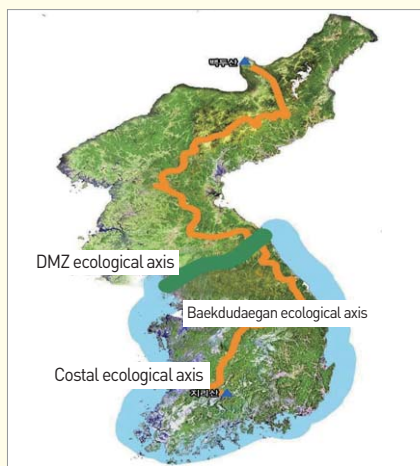 백두산
DMZ ecological axis
Baekdudaegan ecological axis
Costal ecological axis
지리산